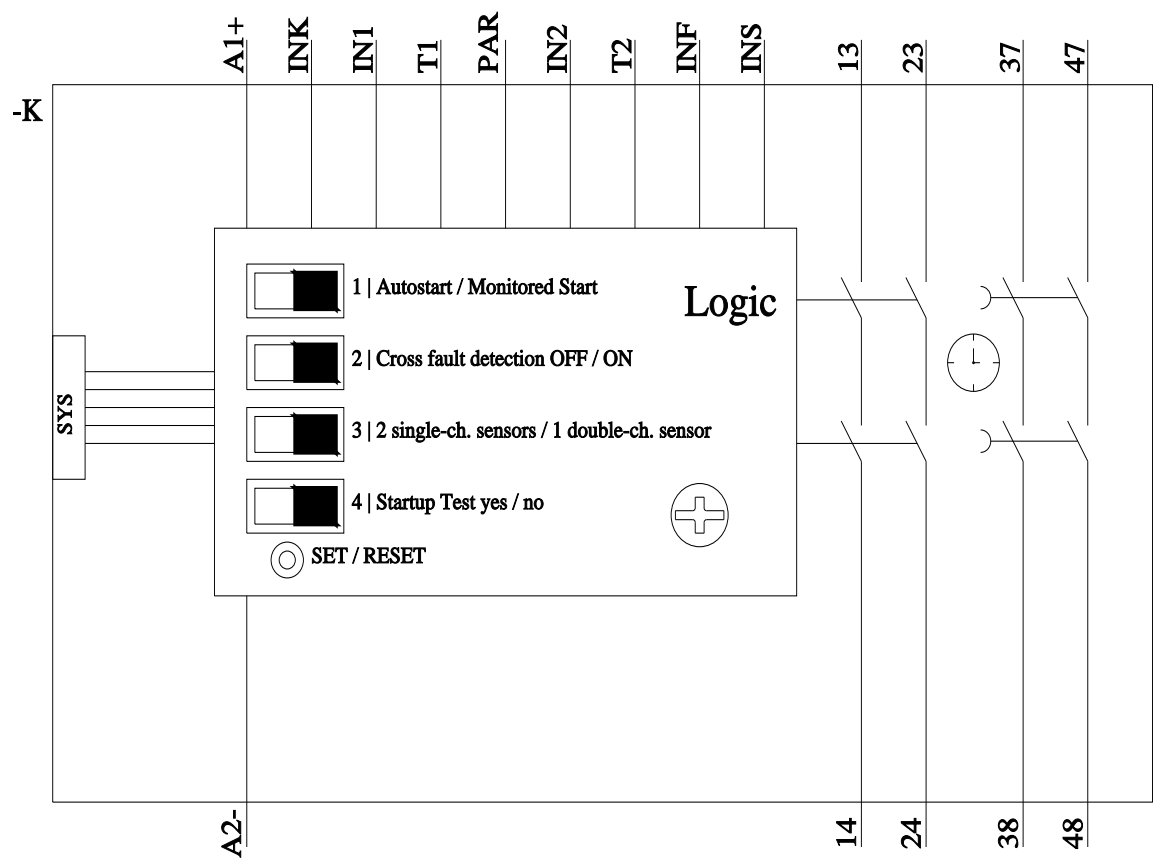 A1+ INK IN1 T1 PAR IN2 T2 INF INS 13 23 37 47
-K
1 | Autostart / Monitored Start
Logic
2 | Cross fault detection OFF / ON
SYS
3 | 2 single-ch. sensors / 1 double-ch. sensor
4 | Startup Test yes / no
SET / RESET
A2- 14 24 38 48